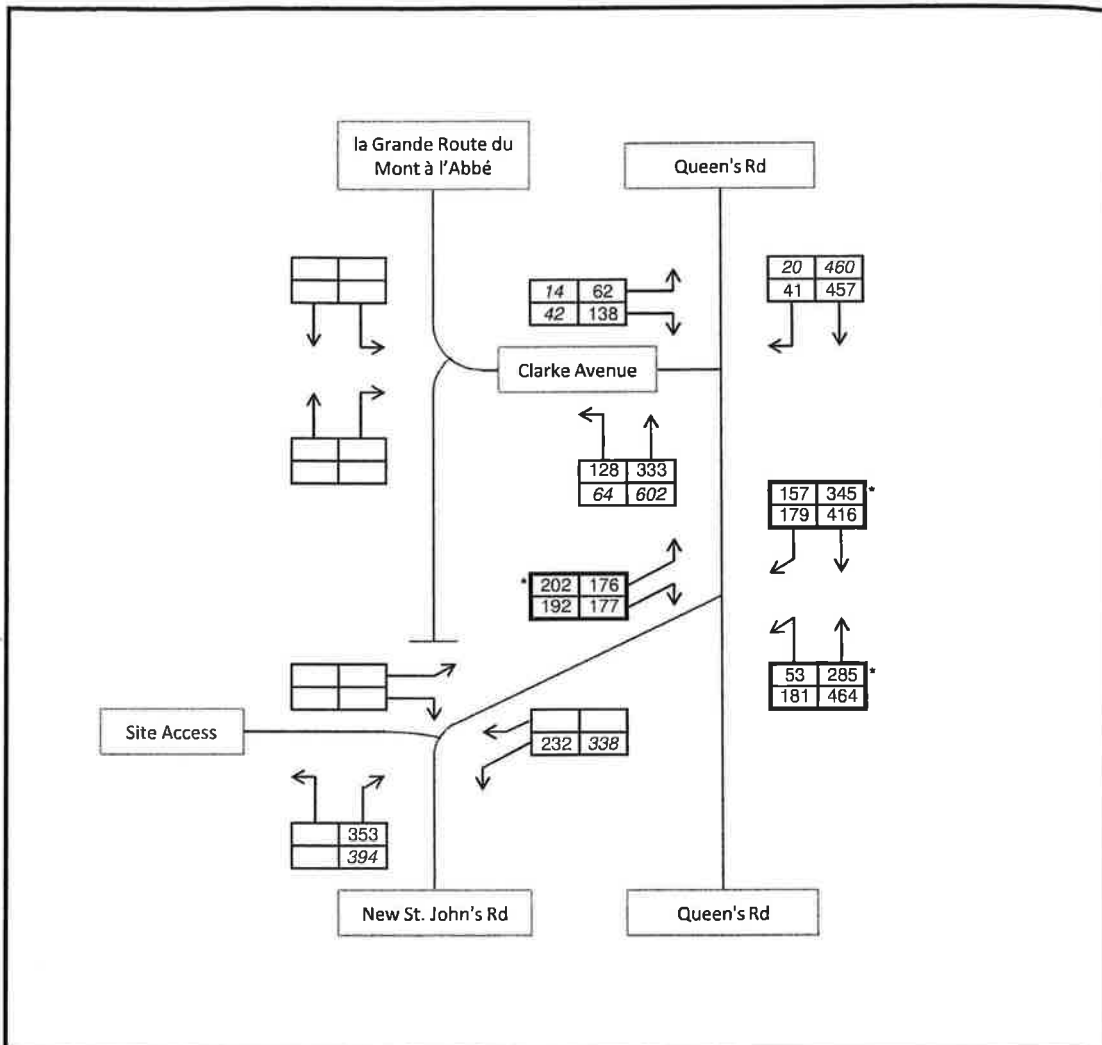 la Grande Route du
Mont à l'Abbé
Queen's Rd
14 62
42 138
20 460
41 457
Clarke Avenue
128 333
64 602
157 345 *
179 416
* 202 176
192 177
53 285 *
181 464
Site Access
232 338
353
394
New St. John's Rd
Queen's Rd